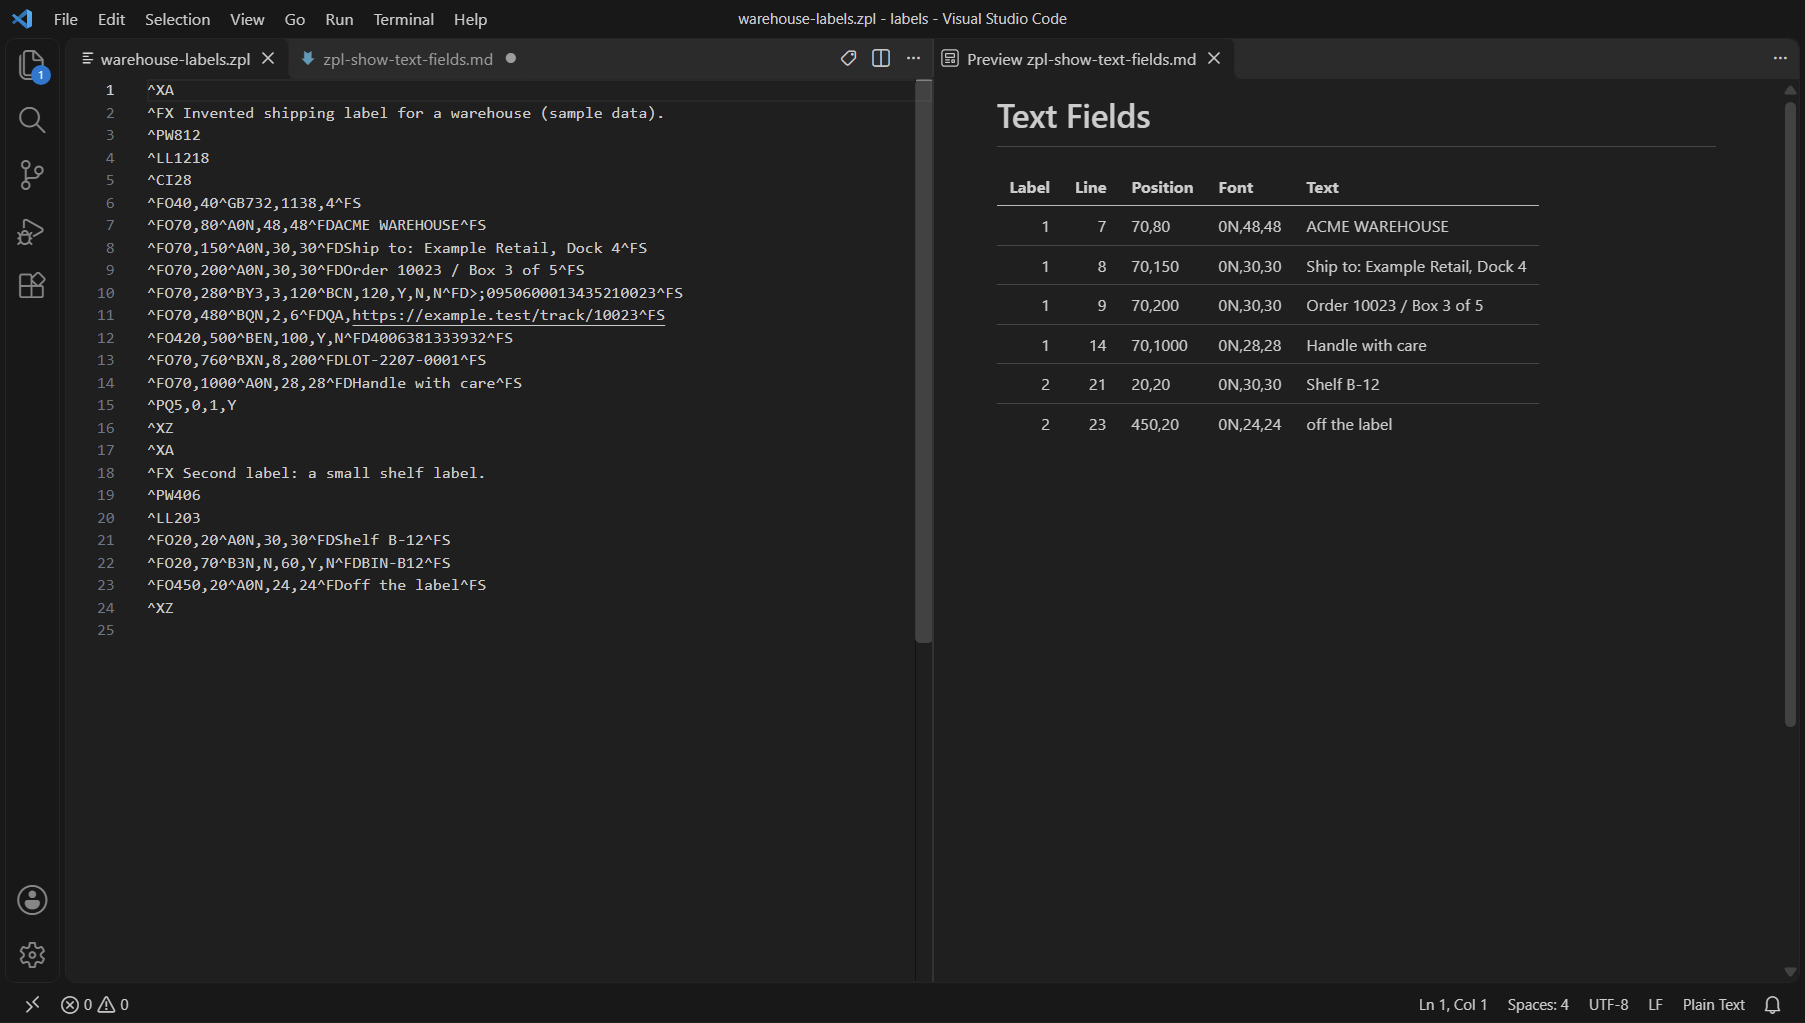 File Edit Selection View Go Run Terminal Help
warehouse-labels.zpl - labels - Visual Studio Code
1
warehouse-labels.zpl
zpl-show-text-fields.md
1 ^XA
2 ^FX Invented shipping label for a warehouse (sample data).
3 ^PW812
4 ^LL1218
5 ^CI28
6 ^FO40,40^GB732,1138,4^FS
7 ^FO70,80^A0N,48,48^FDACME WAREHOUSE^FS
8 ^FO70,150^A0N,30,30^FDShip to: Example Retail, Dock 4^FS
9 ^FO70,200^A0N,30,30^FDOrder 10023 / Box 3 of 5^FS
10 ^FO70,280^BY3,3,120^BCN,120,Y,N,N^FD>;0950600013435210023^FS
11 ^FO70,480^BQN,2,6^FDQA,https://example.test/track/10023^FS
12 ^FO420,500^BEN,100,Y,N^FD4006381333932^FS
13 ^FO70,760^BXN,8,200^FDLOT-2207-0001^FS
14 ^FO70,1000^A0N,28,28^FDHandle with care^FS
15 ^PQ5,0,1,Y
16 ^XZ
17 ^XA
18 ^FX Second label: a small shelf label.
19 ^PW406
20 ^LL203
21 ^FO20,20^A0N,30,30^FDShelf B-12^FS
22 ^FO20,70^B3N,N,60,Y,N^FDBIN-B12^FS
23 ^FO450,20^A0N,24,24^FDoff the label^FS
24 ^XZ
25
Preview zpl-show-text-fields.md
Text Fields
Label Line Position Font Text
1 7 70,80 0N,48,48 ACME WAREHOUSE
1 8 70,150 0N,30,30 Ship to: Example Retail, Dock 4
1 9 70,200 0N,30,30 Order 10023 / Box 3 of 5
1 14 70,1000 0N,28,28 Handle with care
2 21 20,20 0N,30,30 Shelf B-12
2 23 450,20 0N,24,24 off the label
0 0
Ln 1, Col 1 Spaces: 4 UTF-8 LF Plain Text